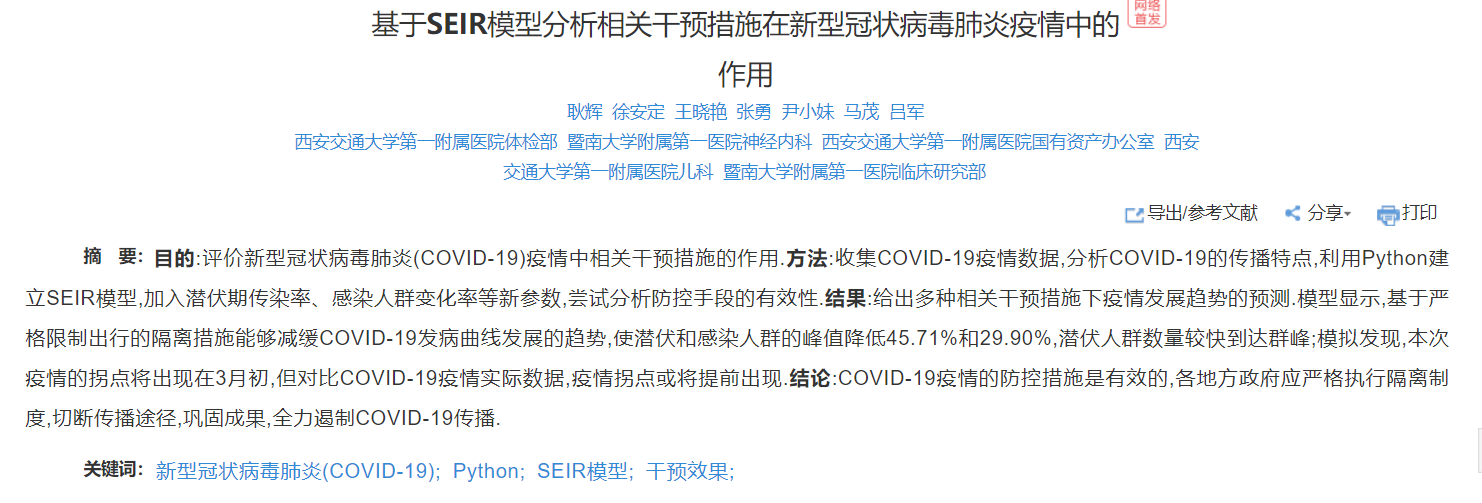 基于SEIR模型分析相关干预措施在新型冠状病毒肺炎疫情中的
网络
首发
作用
耿辉 徐安定 王晓艳 张勇 尹小妹 马茂 吕军
西安交通大学第一附属医院体检部 暨南大学附属第一医院神经内科 西安交通大学第一附属医院国有资产办公室 西安
交通大学第一附属医院儿科 暨南大学附属第一医院临床研究部
导出/参考文献 分享 打印
摘 要: 目的:评价新型冠状病毒肺炎(COVID-19)疫情中相关干预措施的作用.方法:收集COVID-19疫情数据,分析COVID-19的传播特点,利用Python建
立SEIR模型,加入潜伏期传染率、感染人群变化率等新参数,尝试分析防控手段的有效性.结果:给出多种相关干预措施下疫情发展趋势的预测.模型显示,基于严
格限制出行的隔离措施能够减缓COVID-19发病曲线发展的趋势,使潜伏和感染人群的峰值降低45.71%和29.90%,潜伏人群数量较快到达群峰;模拟发现,本次
疫情的拐点将出现在3月初,但对比COVID-19疫情实际数据,疫情拐点或将提前出现.结论:COVID-19疫情的防控措施是有效的,各地方政府应严格执行隔离制
度,切断传播途径,巩固成果,全力遏制COVID-19传播.
关键词: 新型冠状病毒肺炎(COVID-19); Python; SEIR模型; 干预效果;